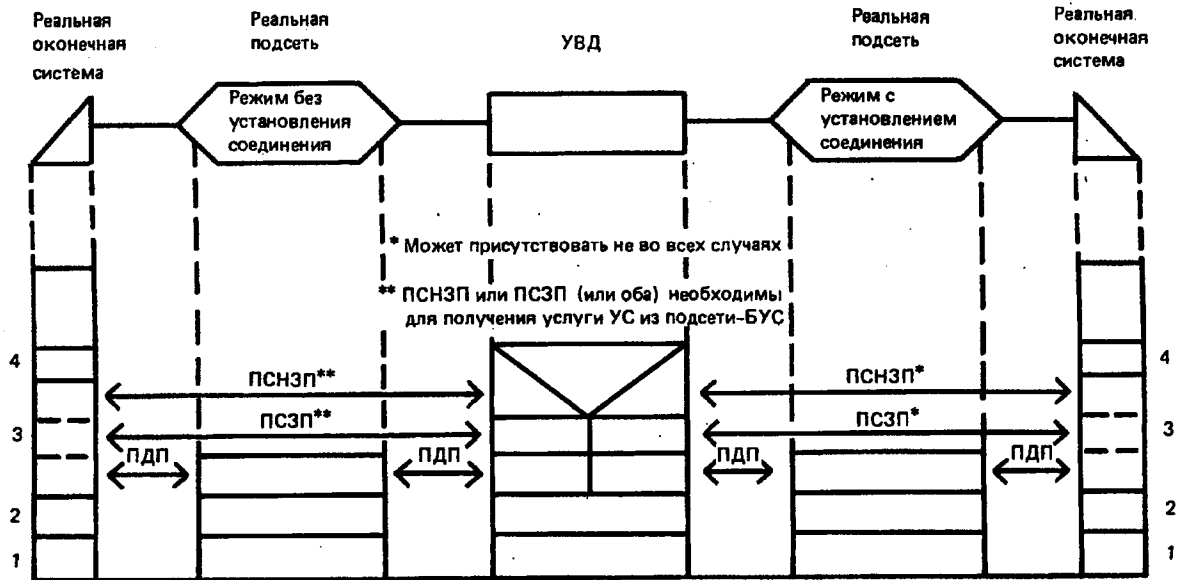 Реальная
оконечная
система
Реальная
подсеть
УВД
Реальная
подсеть
Реальная
оконечная
система
Режим без
установления
соединения
Режим с
установлением
соединения
* Может присутствовать не во всех случаях
** ПСНЗП или ПСЗП (или оба) необходимы
для получения услуги УС из подсети-БУС
4
4
ПСНЗП**
ПСНЗП*
3
ПСЗП**
ПСЗП*
3
ПДП
ПДП
ПДП
ПДП
2
2
1
1